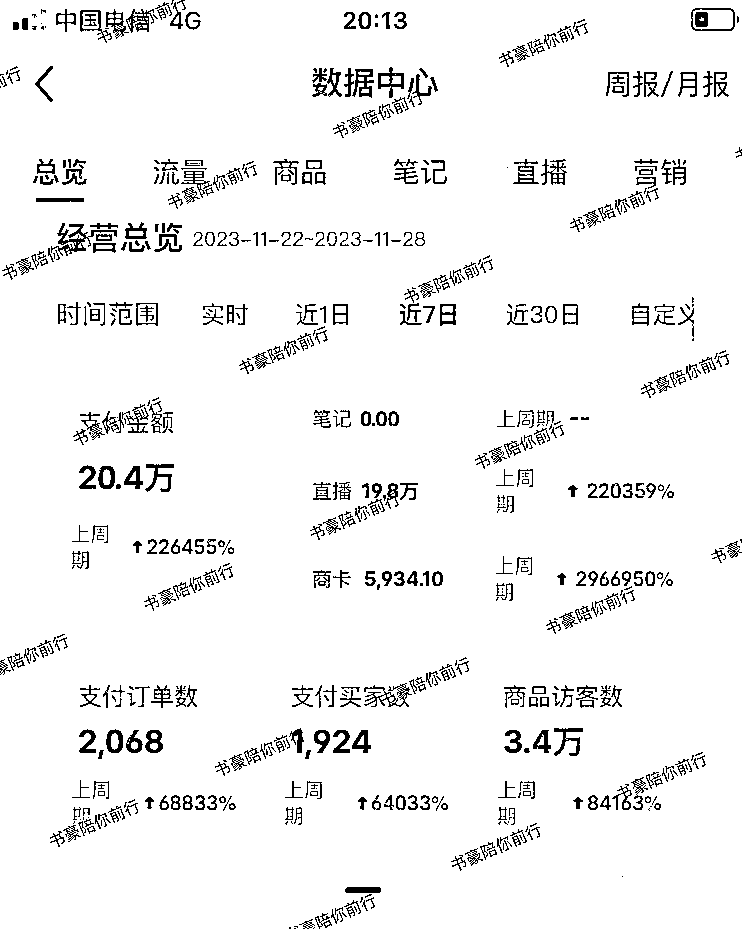 中国电信 4G 20:13
数据中心 周报/月报
总览 流量 商品 笔记 直播 营销
经营总览 2023-11-22~2023-11-28
时间范围 实时 近1日 近7日 近30日 自定义
支付金额 笔记 0.00 上周期 --
20.4万 直播 19.8万 上周期 ↑ 220359%
上周期 ↑226455%
商卡 5,934.10 上周期 ↑ 2966950%
支付订单数 支付买家数 商品访客数
2,068 1,924 3.4万
上周期 ↑68833% 上周期 ↑64033% 上周期 ↑84163%
书豪陪你前行